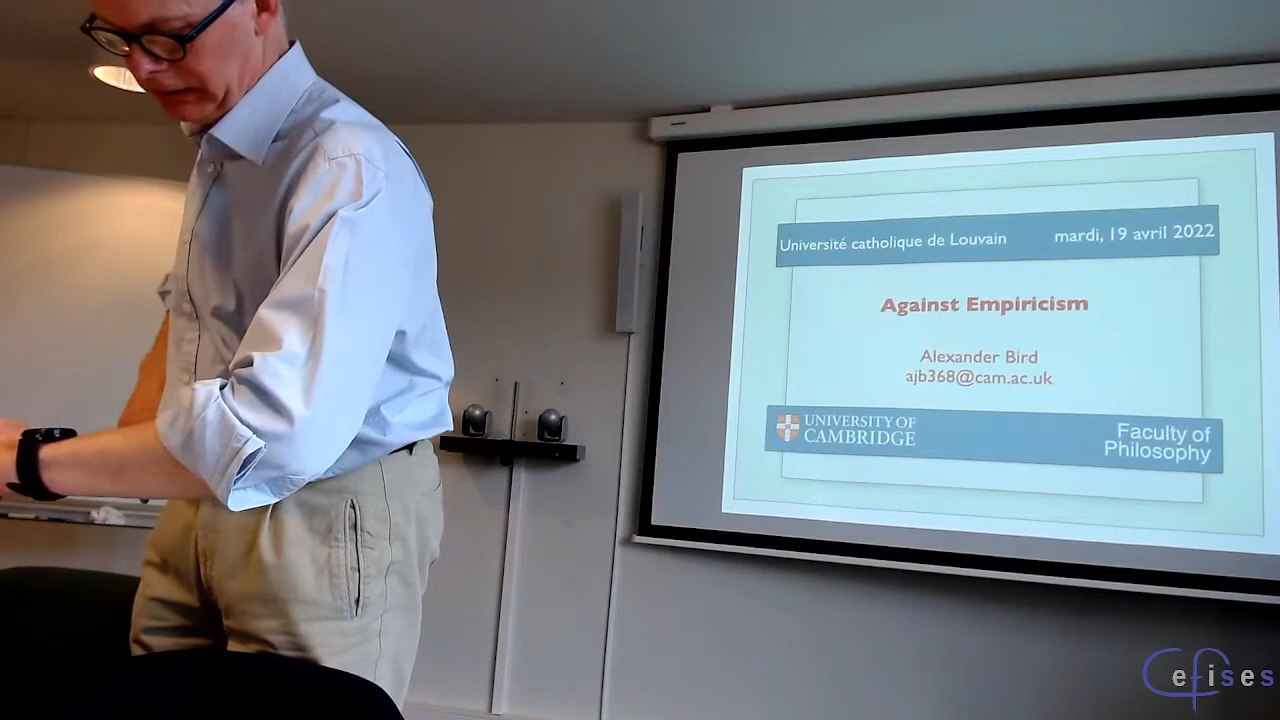 Université catholique de Louvain mardi, 19 avril 2022
Against Empiricism
Alexander Bird
ajb368@cam.ac.uk
UNIVERSITY OF
CAMBRIDGE
Faculty of
Philosophy
Cefises